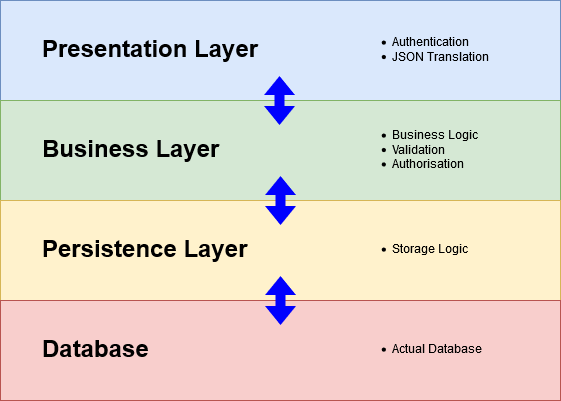 Presentation Layer
• Authentication
• JSON Translation
Business Layer
• Business Logic
• Validation
• Authorisation
Persistence Layer
• Storage Logic
Database
• Actual Database